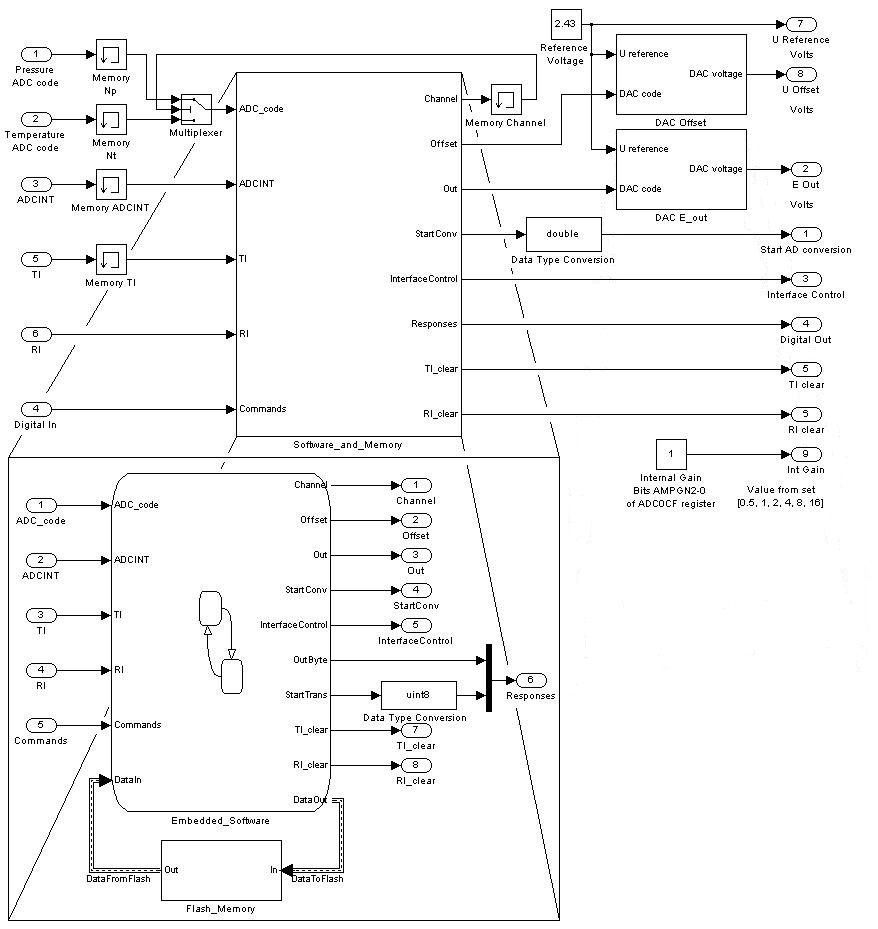 2.43
Reference
Voltage
7
U Reference
Volts
1
Pressure
ADC code
Memory
Np
U reference
DAC voltage
DAC code
DAC Offset
8
U Offset
Volts
ADC_code
Channel
Memory Channel
2
Temperature
ADC code
Memory
Nt
Multiplexer
Offset
U reference
DAC voltage
DAC code
DAC E_out
2
E Out
Volts
3
ADCINT
Memory ADCINT
ADCINT
Out
StartConv
double
Data Type Conversion
1
Start AD conversion
5
TI
Memory TI
TI
InterfaceControl
3
Interface Control
6
RI
RI
Responses
4
Digital Out
TI_clear
5
TI clear
4
Digital In
Commands
RI_clear
6
RI clear
Software_and_Memory
1
Internal Gain
Bits AMPGN2-0
of ADC0CF register
9
Int Gain
Value from set
[0.5, 1, 2, 4, 8, 16]
1
ADC_code
ADC_code
Channel
1
Channel
Offset
2
Offset
2
ADCINT
ADCINT
Out
3
Out
StartConv
4
StartConv
3
TI
TI
InterfaceControl
5
InterfaceControl
4
RI
RI
OutByte
StartTrans
uint8
Data Type Conversion
6
Responses
5
Commands
Commands
TI_clear
7
TI_clear
RI_clear
8
RI_clear
DataIn
DataOut
Embedded_Software
Out
In
DataFromFlash
DataToFlash
Flash_Memory